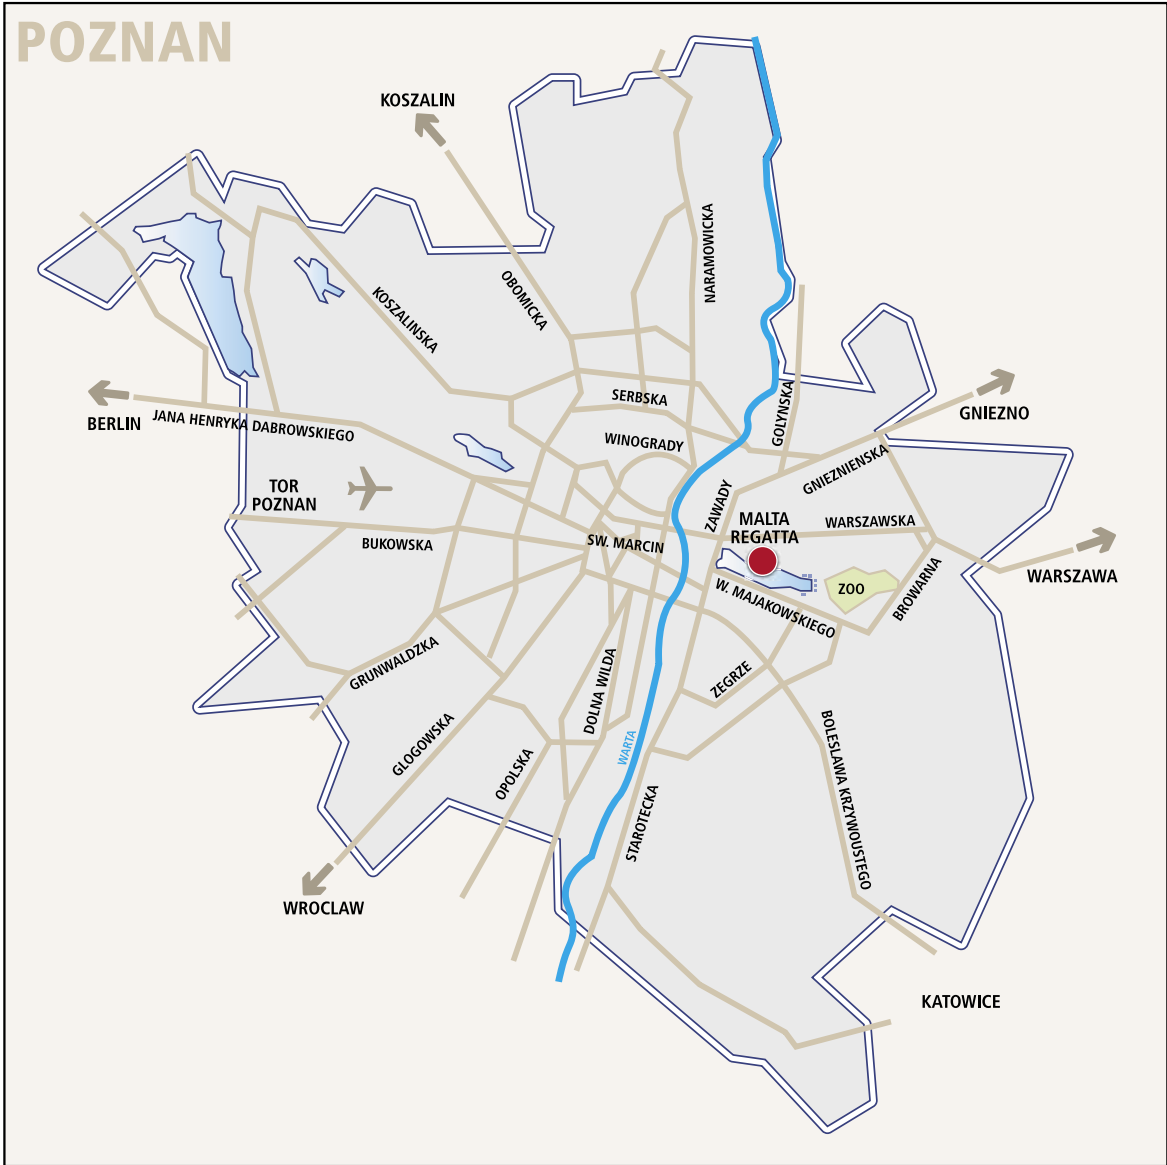 POZNAN
KOSZALIN
NARAMOWICKA
OBOMICKA
KOSZALINSKA
GNIEZNO
SERBSKA
GOLYNSKA
BERLIN
JANA HENRYKA DABROWSKIEGO
WINOGRADY
GNIEZNIENSKA
TOR
POZNAN
ZAWADY
MALTA
REGATTA
WARSZAWSKA
BUKOWSKA
SW. MARCIN
WARSZAWA
ZOO
BROWARNA
W. MAJAKOWSKIEGO
GRUNWALDZKA
DOLNA WILDA
ZEGRZE
GLOGOWSKA
WARTA
OPOLSKA
BOLESLAWA KRZYWOUSTEGO
STAROTECKA
WROCLAW
KATOWICE